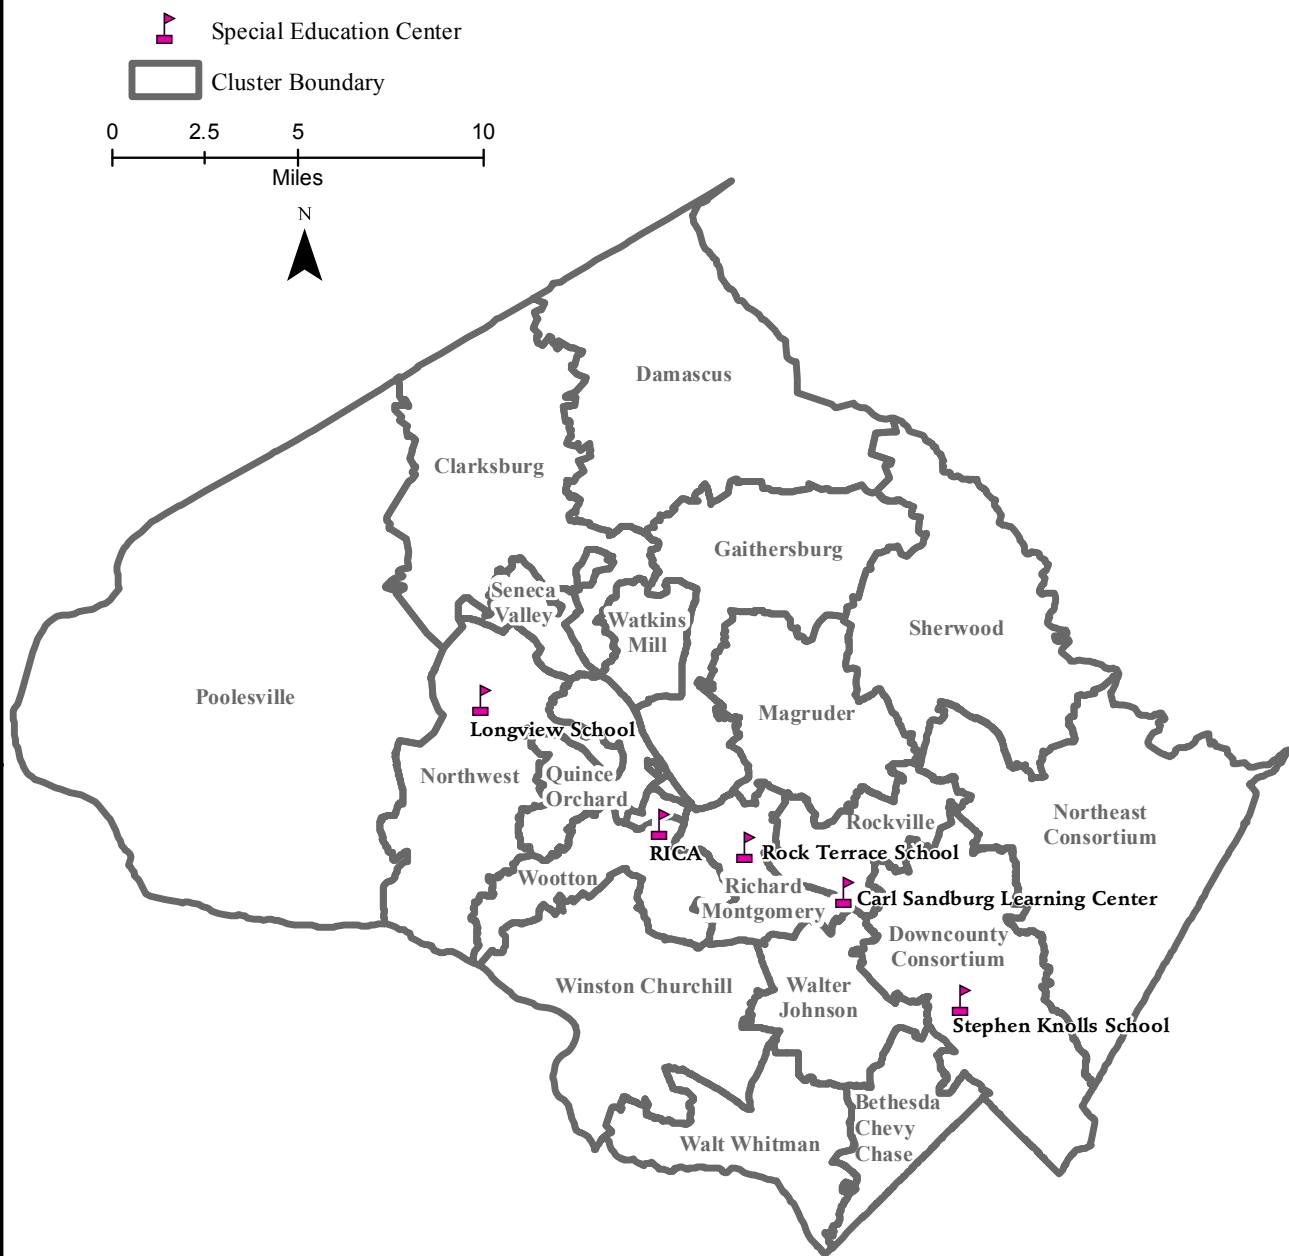 Special Education Center
Cluster Boundary
0 2.5 5 10
Miles
N
Damascus
Clarksburg
Gaithersburg
Seneca
Valley
Watkins
Mill
Sherwood
Poolesville
Longview School
Magruder
Northwest
Quince
Orchard
Northeast
Consortium
Rockville
RICA
Rock Terrace School
Wootton
Richard
Montgomery
Carl Sandburg Learning Center
Downcounty
Consortium
Winston Churchill
Walter
Johnson
Stephen Knolls School
Bethesda
Chevy
Chase
Walt Whitman